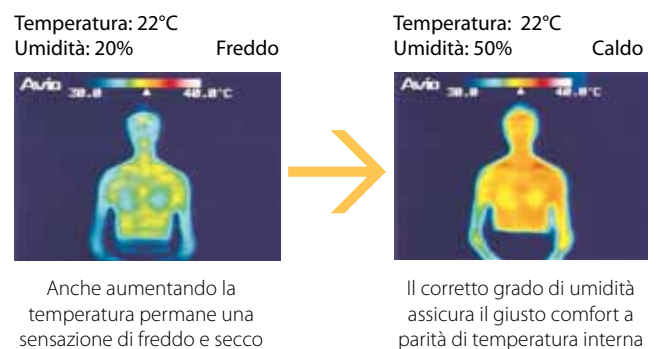 Temperatura: 22°C
Umidità: 20% Freddo
Avio 30.0 40.0°C
Anche aumentando la
temperatura permane una
sensazione di freddo e secco
Temperatura: 22°C
Umidità: 50% Caldo
Avio 30.0 40.0°C
Il corretto grado di umidità
assicura il giusto comfort a
parità di temperatura interna